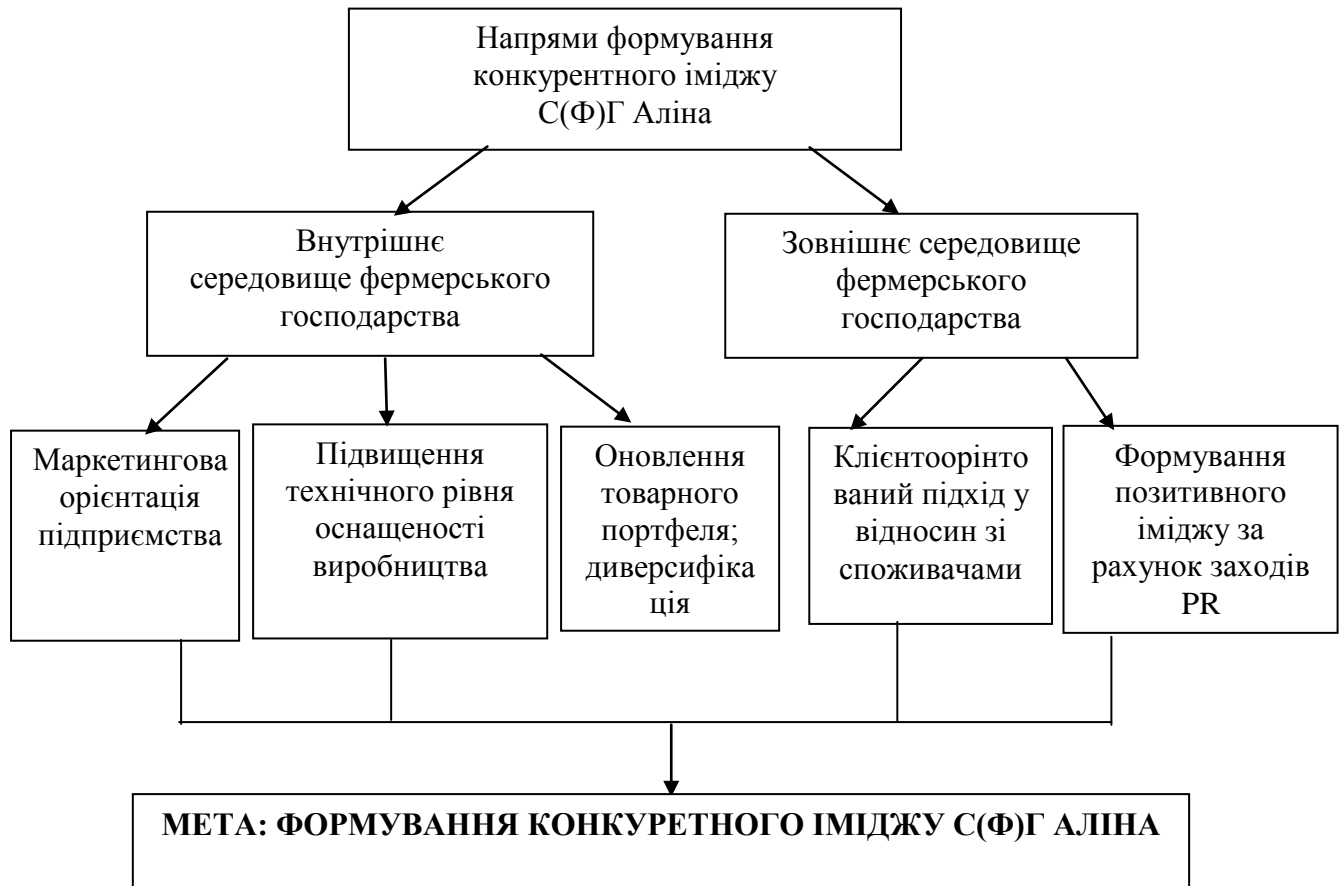 Напрями формування
конкурентного іміджу
С(Ф)Г Аліна
Внутрішнє
середовище фермерського
господарства
Зовнішнє середовище
фермерського
господарства
Маркетингова
орієнтація
підприємства
Підвищення
технічного рівня
оснащеності
виробництва
Оновлення
товарного
портфеля;
диверсифіка
ція
Клієнтоорінто
ваний підхід у
відносин зі
споживачами
Формування
позитивного
іміджу за
рахунок заходів
PR
МЕТА: ФОРМУВАННЯ КОНКУРЕТНОГО ІМІДЖУ С(Ф)Г АЛІНА